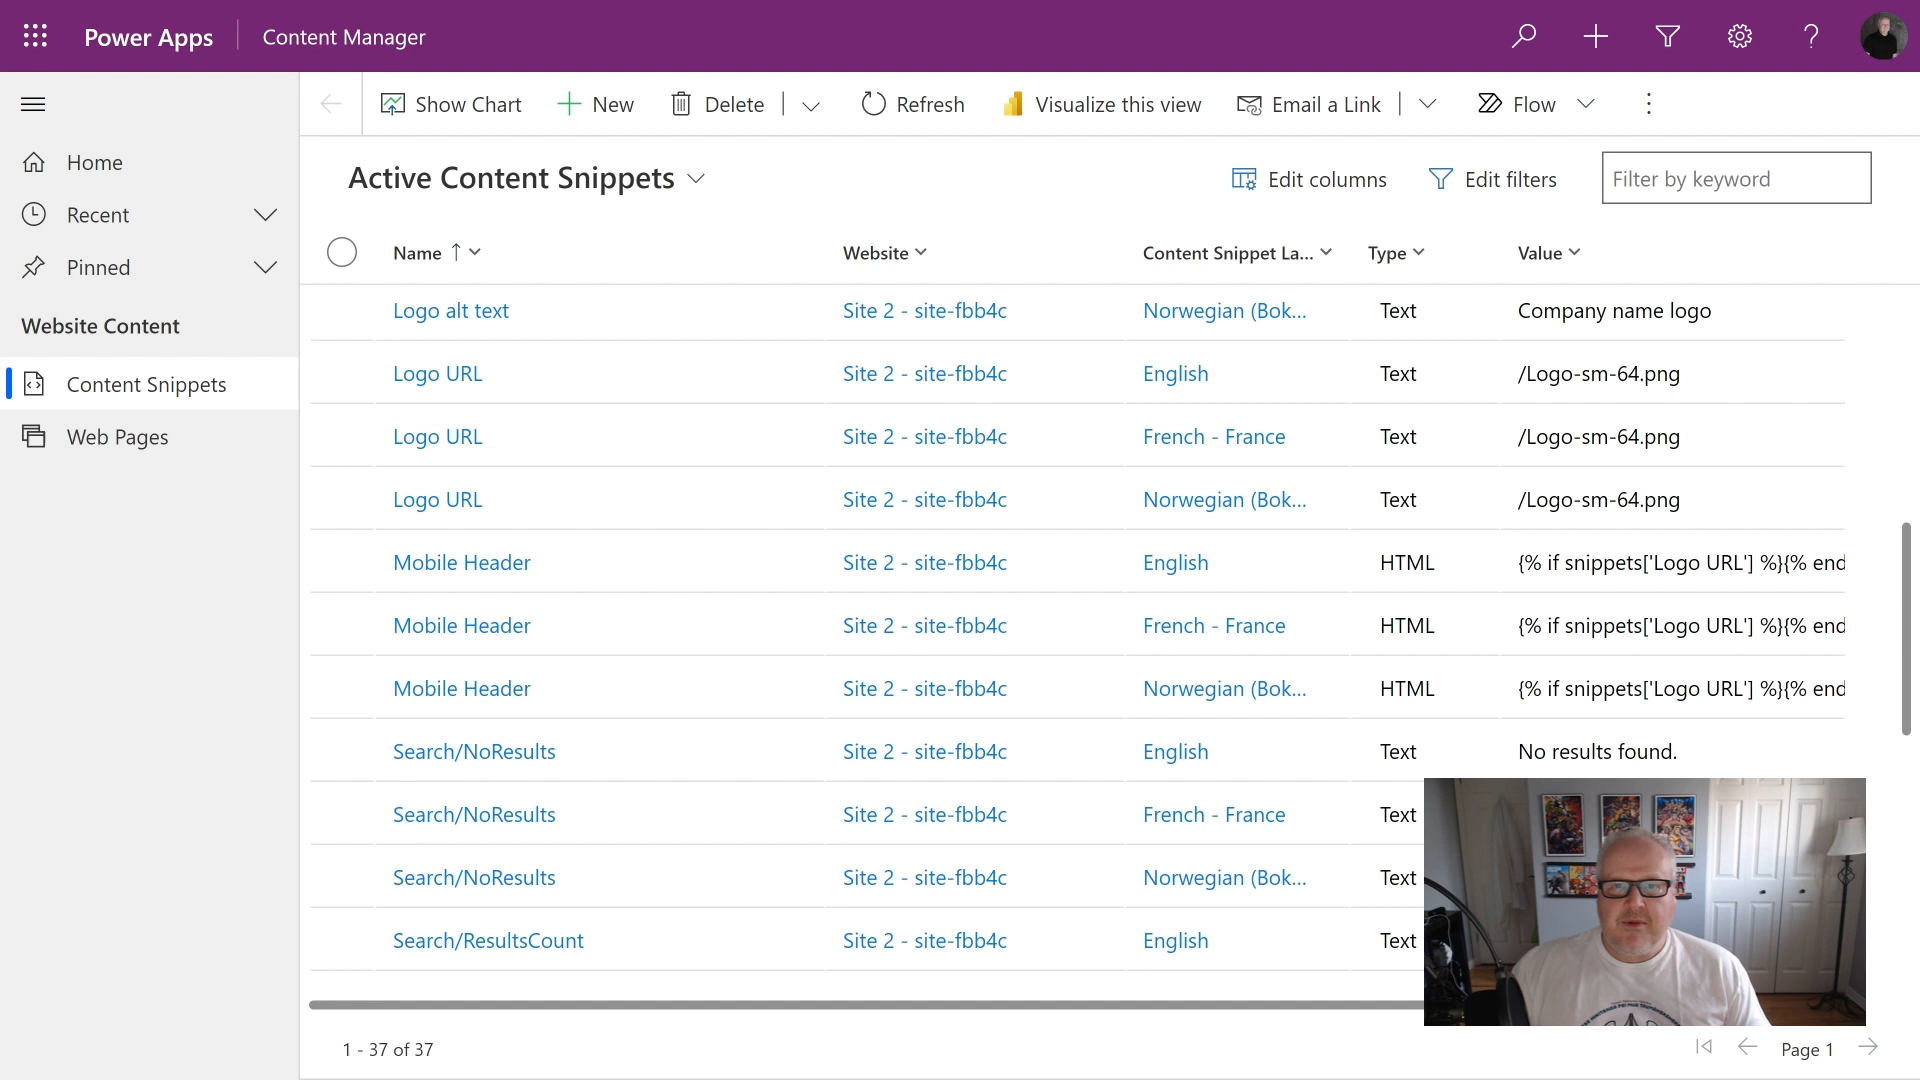 Power Apps Content Manager
Show Chart New Delete Refresh Visualize this view Email a Link Flow
Home
Recent
Pinned
Website Content
Content Snippets
Web Pages
Active Content Snippets Edit columns Edit filters Filter by keyword
Name Website Content Snippet La... Type Value
Logo alt text Site 2 - site-fbb4c Norwegian (Bok... Text Company name logo
Logo URL Site 2 - site-fbb4c English Text /Logo-sm-64.png
Logo URL Site 2 - site-fbb4c French - France Text /Logo-sm-64.png
Logo URL Site 2 - site-fbb4c Norwegian (Bok... Text /Logo-sm-64.png
Mobile Header Site 2 - site-fbb4c English HTML {% if snippets['Logo URL'] %}{% end
Mobile Header Site 2 - site-fbb4c French - France HTML {% if snippets['Logo URL'] %}{% end
Mobile Header Site 2 - site-fbb4c Norwegian (Bok... HTML {% if snippets['Logo URL'] %}{% end
Search/NoResults Site 2 - site-fbb4c English Text No results found.
Search/NoResults Site 2 - site-fbb4c French - France Text
Search/NoResults Site 2 - site-fbb4c Norwegian (Bok... Text
Search/ResultsCount Site 2 - site-fbb4c English Text
1 - 37 of 37 Page 1